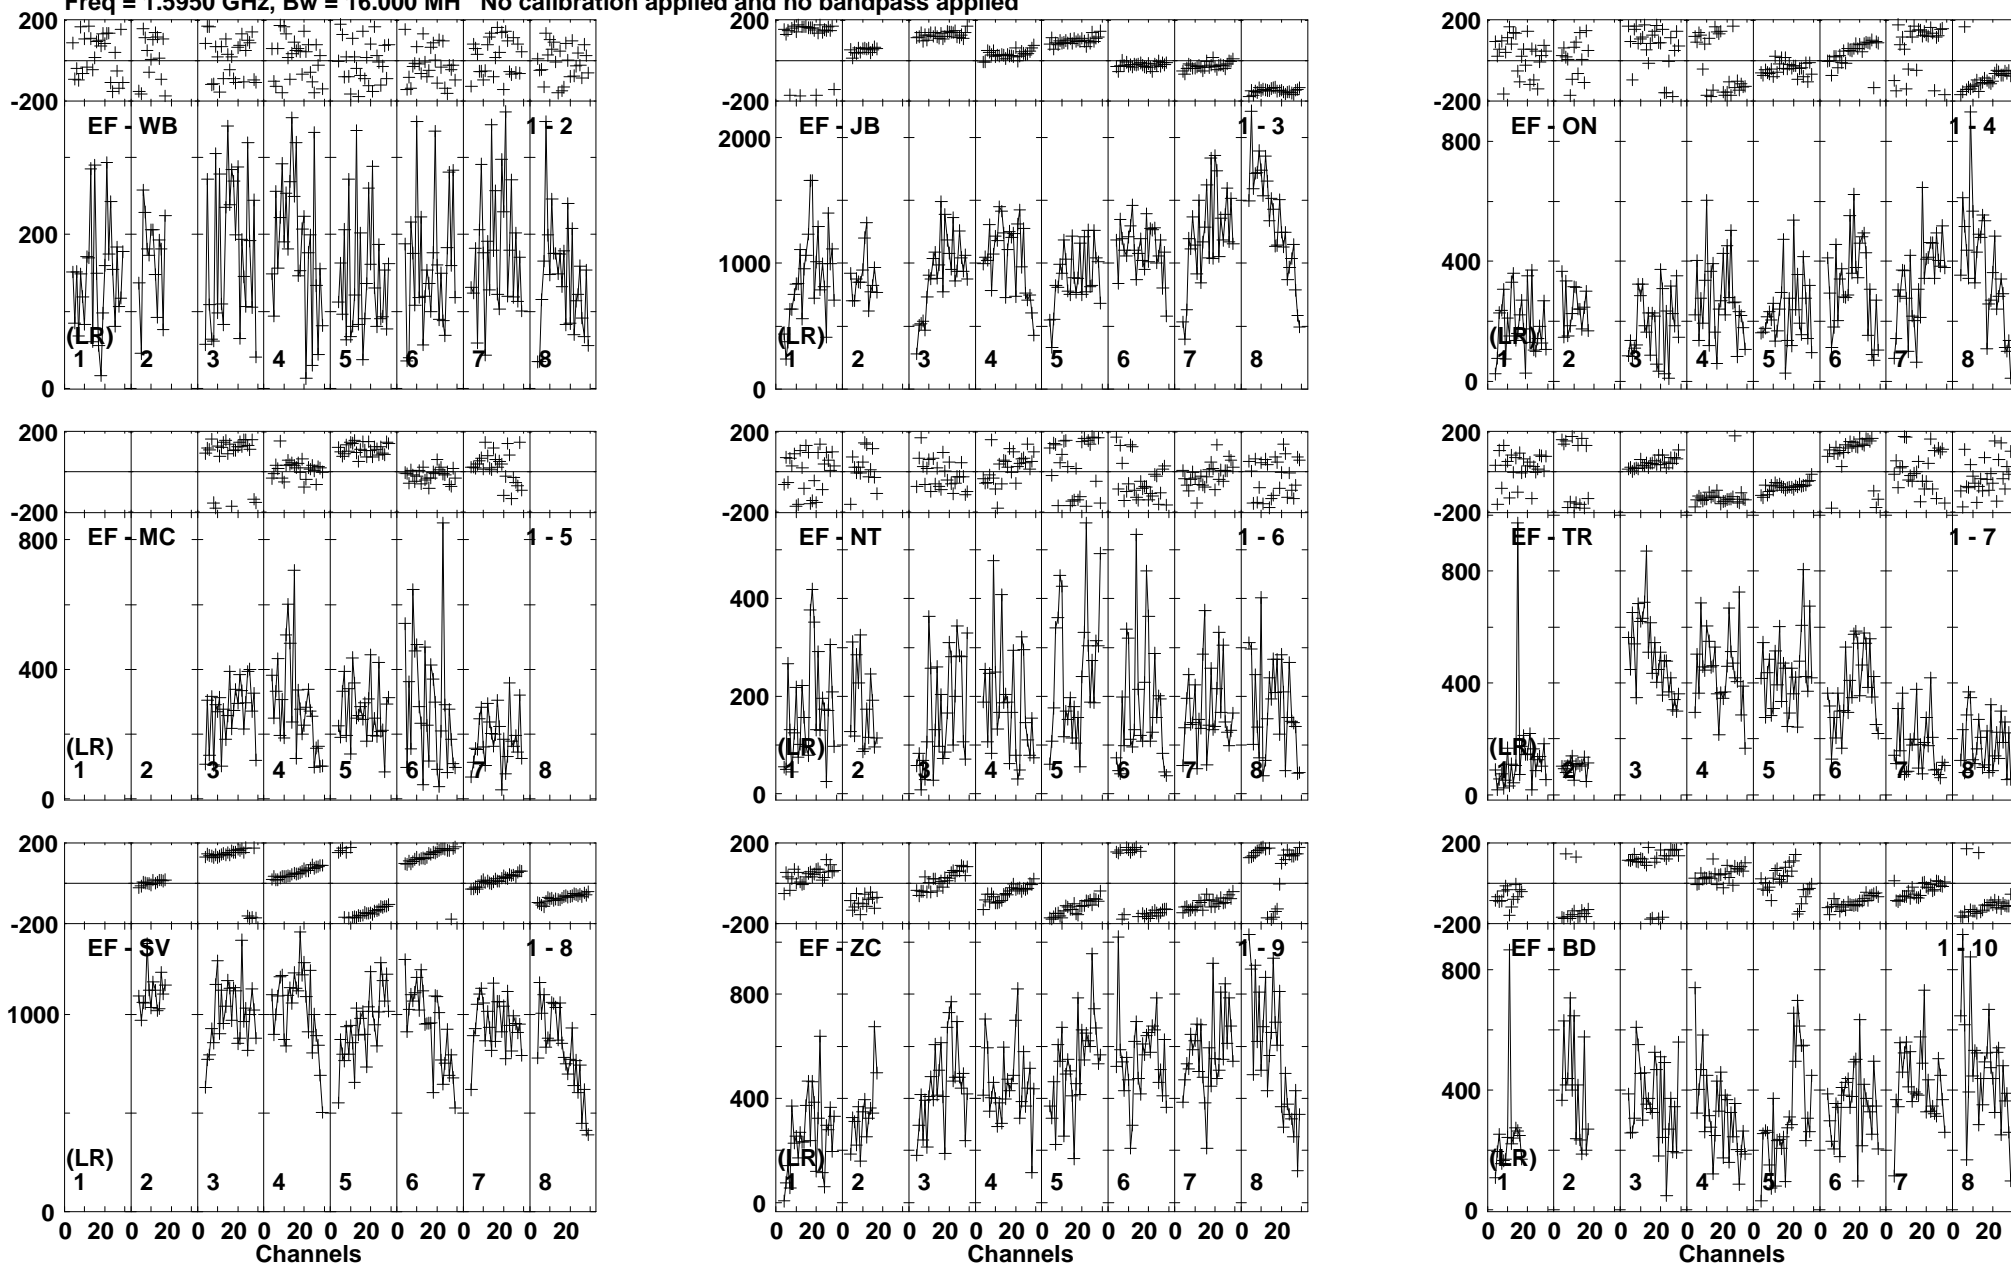 Freq = 1.5950 GHz, Bw = 16.000 MH No calibration applied and no bandpass applied
200 200 200
-200 -200 -200
EF - WB 1 - 2 EF - JB 1 - 3 EF - ON 1 - 4
2000 800
200 1000 400
(LR) (LR) (LR)
1 2 3 4 5 6 7 8 1 2 3 4 5 6 7 8 1 2 3 4 5 6 7 8
0 0 0
200 200 200
-200 -200 -200
EF - MC 1 - 5 EF - NT 1 - 6 EF - TR 1 - 7
800 400 800
400 200 400
(LR) (LR) (LR)
1 2 3 4 5 6 7 8 1 2 3 4 5 6 7 8 1 2 3 4 5 6 7 8
0 0 0
200 200 200
-200 -200 -200
EF - SV 1 - 8 EF - ZC 1 - 9 EF - BD 1 - 10
1000 800 800
400 400
(LR) (LR) (LR)
1 2 3 4 5 6 7 8 1 2 3 4 5 6 7 8 1 2 3 4 5 6 7 8
0 0 0
0 20 0 20 0 20 0 20 0 20 0 20 0 20 0 20 0 20 0 20 0 20 0 20 0 20 0 20 0 20 0 20 0 20 0 20 0 20 0 20 0 20 0 20 0 20 0 20
Channels Channels Channels